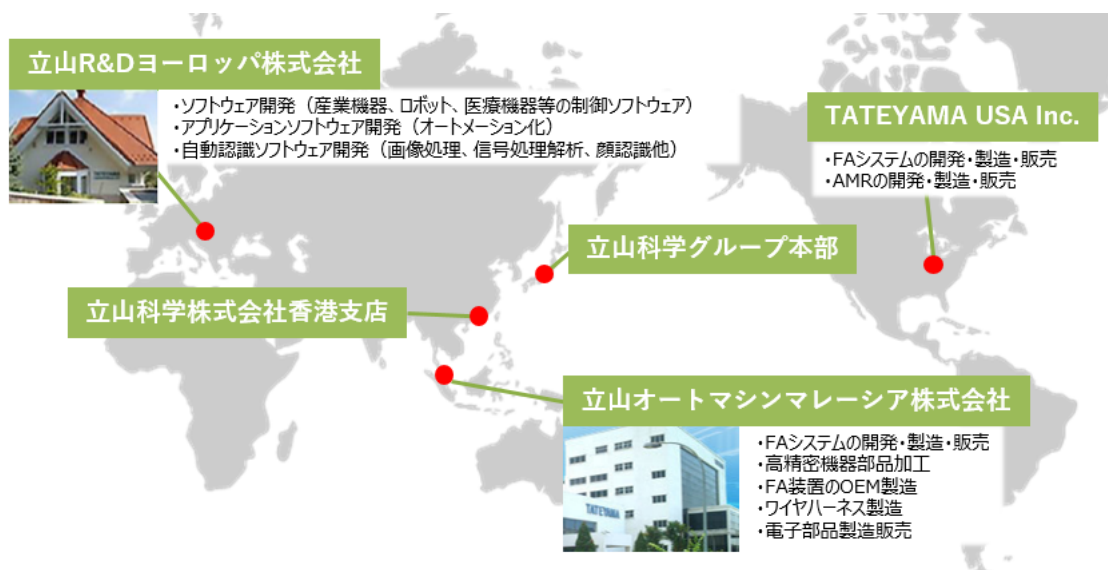 立山R&Dヨーロッパ株式会社
・ソフトウェア開発（産業機器、ロボット、医療機器等の制御ソフトウェア）
・アプリケーションソフトウェア開発（オートメーション化）
・自動認識ソフトウェア開発（画像処理、信号処理解析、顔認識他）
TATEYAMA
TATEYAMA USA Inc.
・FAシステムの開発・製造・販売
・AMRの開発・製造・販売
立山科学グループ本部
立山科学株式会社香港支店
立山オートマシンマレーシア株式会社
・FAシステムの開発・製造・販売
・高精密機器部品加工
・FA装置のOEM製造
・ワイヤハーネス製造
・電子部品製造販売
TATEYAMA